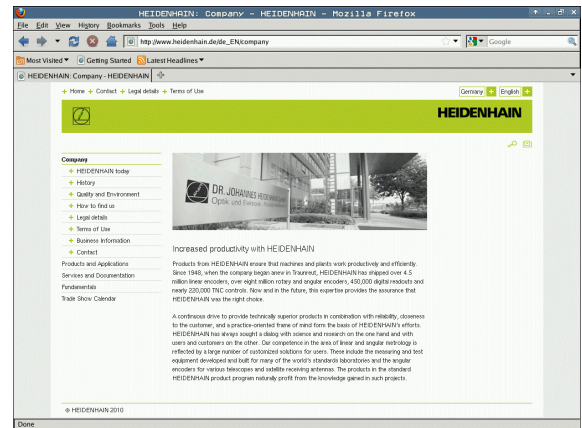 HEIDENHAIN: Company - HEIDENHAIN - Mozilla Firefox
File Edit View History Bookmarks Tools Help
http://www.heidenhain.de/de_EN/company
Google
Most Visited Getting Started Latest Headlines
HEIDENHAIN: Company - HEIDENHAIN
Home Contact Legal details Terms of Use
Germany English
HEIDENHAIN
Company
HEIDENHAIN today
History
Quality and Environment
How to find us
Legal details
Terms of Use
Business Information
Contact
Products and Applications
Services and Documentation
Fundamentals
Trade Show Calendar
DR. JOHANNES HEIDENHAIN
Optik und Elektronik
Increased productivity with HEIDENHAIN
Products from HEIDENHAIN ensure that machines and plants work productively and efficiently.
Since 1948, when the company began anew in Traunreut, HEIDENHAIN has shipped over 4.5
million linear encoders, over eight million rotary and angular encoders, 450,000 digital readouts and
nearly 220,000 TNC controls. Now and in the future, this expertise provides the assurance that
HEIDENHAIN was the right choice.
A continuous drive to provide technically superior products in combination with reliability, closeness
to the customer, and a practice-oriented frame of mind form the basis of HEIDENHAIN's efforts.
HEIDENHAIN has always sought a dialog with science and research on the one hand and with
users and customers on the other. Our competence in the area of linear and angular metrology is
reflected by a large number of customized solutions for users. These include the measuring and test
equipment developed and built for many of the world's standards laboratories and the angular
encoders for various telescopes and satellite receiving antennas. The products in the standard
HEIDENHAIN product program naturally profit from the knowledge gained in such projects.
© HEIDENHAIN 2010
Done